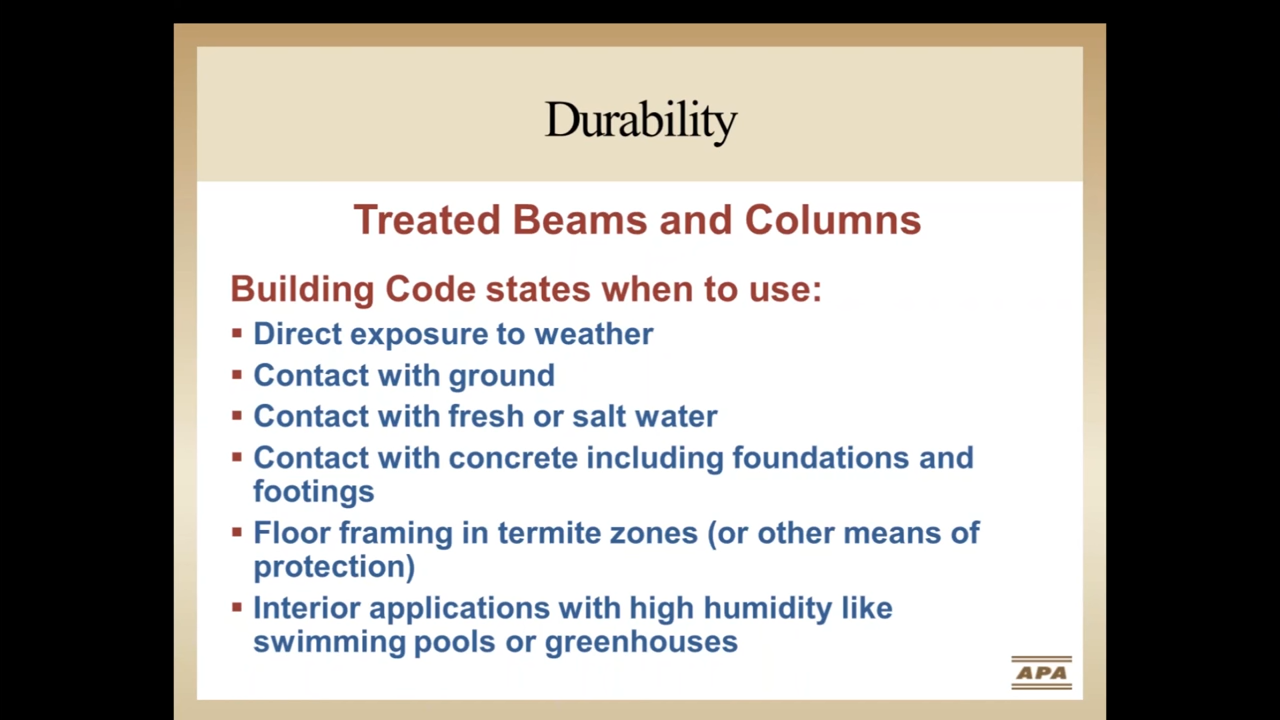 Durability
Treated Beams and Columns
Building Code states when to use:
▪ Direct exposure to weather
▪ Contact with ground
▪ Contact with fresh or salt water
▪ Contact with concrete including foundations and
footings
▪ Floor framing in termite zones (or other means of
protection)
▪ Interior applications with high humidity like
swimming pools or greenhouses
APA